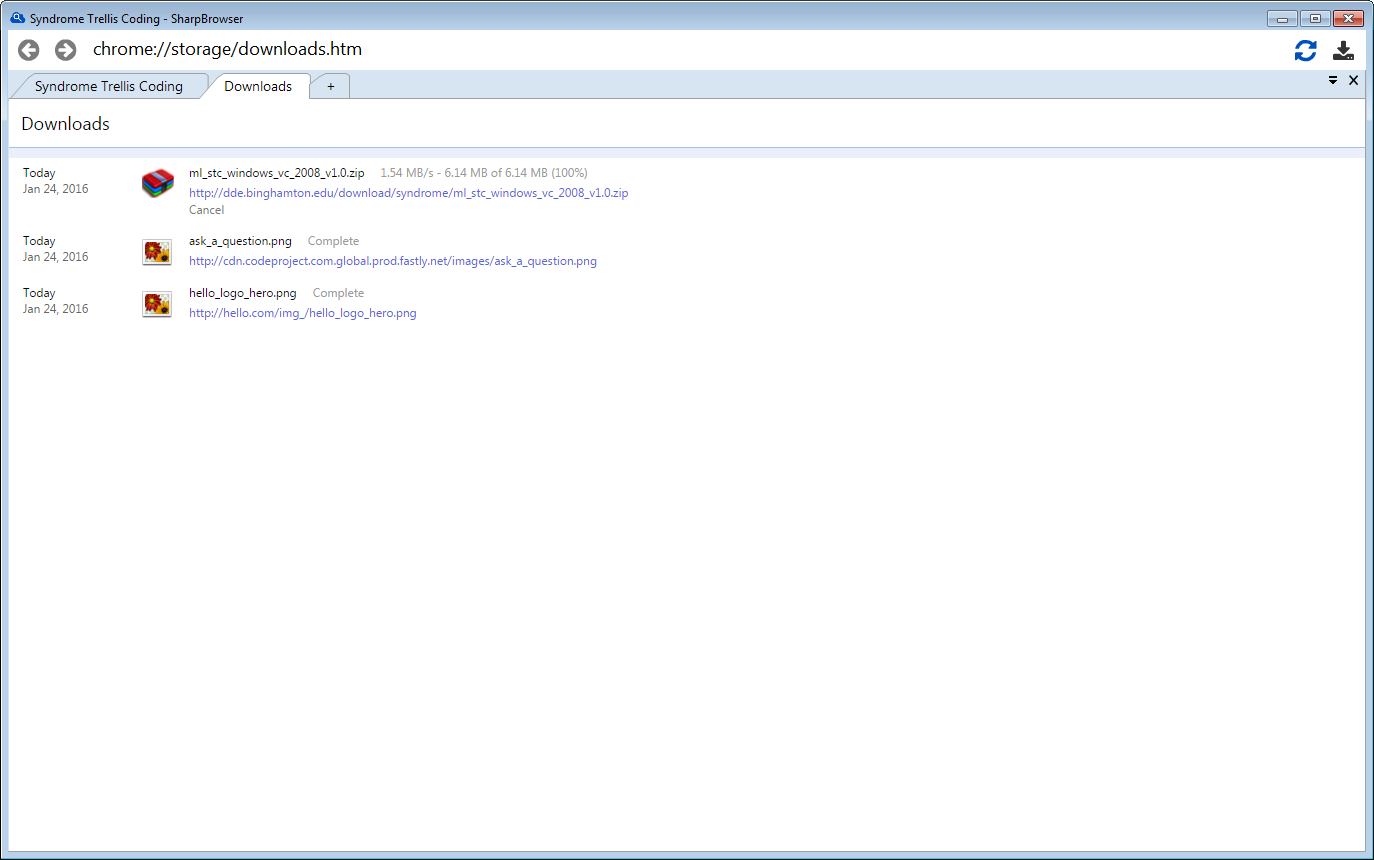 Syndrome Trellis Coding - SharpBrowser
chrome://storage/downloads.htm
Syndrome Trellis Coding
Downloads
+
Downloads
Today
Jan 24, 2016
ml_stc_windows_vc_2008_v1.0.zip 1.54 MB/s - 6.14 MB of 6.14 MB (100%)
http://dde.binghamton.edu/download/syndrome/ml_stc_windows_vc_2008_v1.0.zip
Cancel
Today
Jan 24, 2016
ask_a_question.png Complete
http://cdn.codeproject.com.global.prod.fastly.net/images/ask_a_question.png
Today
Jan 24, 2016
hello_logo_hero.png Complete
http://hello.com/img_/hello_logo_hero.png